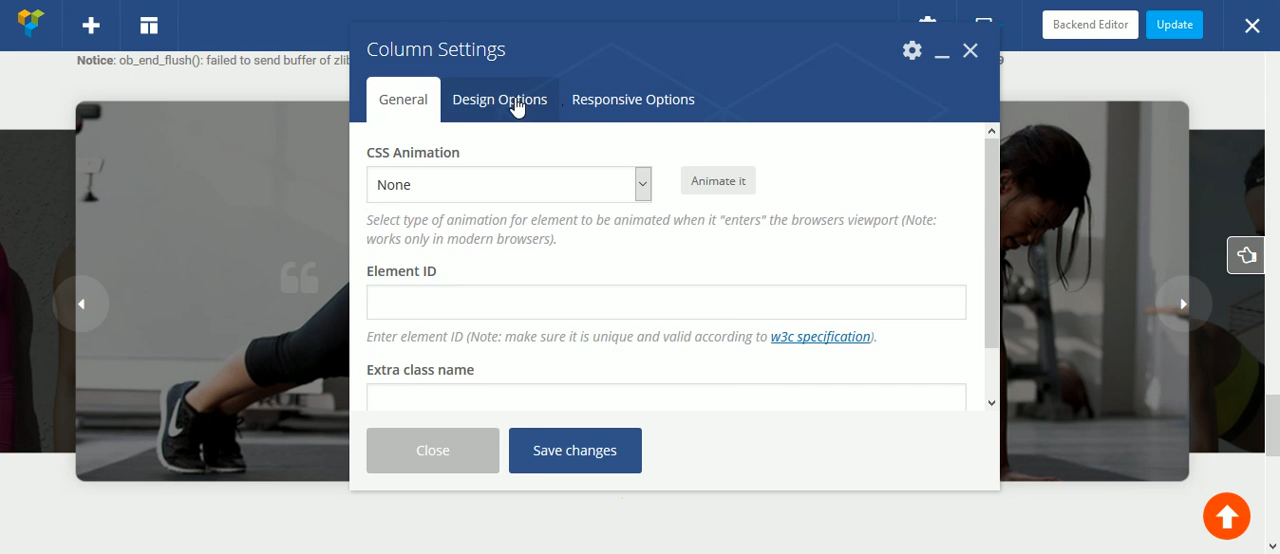 Backend Editor
Update
Notice: ob_end_flush(): failed to send buffer of zlib
9
Column Settings
General
Design Options
Responsive Options
CSS Animation
None
Animate it
Select type of animation for element to be animated when it "enters" the browsers viewport (Note:
works only in modern browsers).
Element ID
Enter element ID (Note: make sure it is unique and valid according to w3c specification).
Extra class name
Close
Save changes